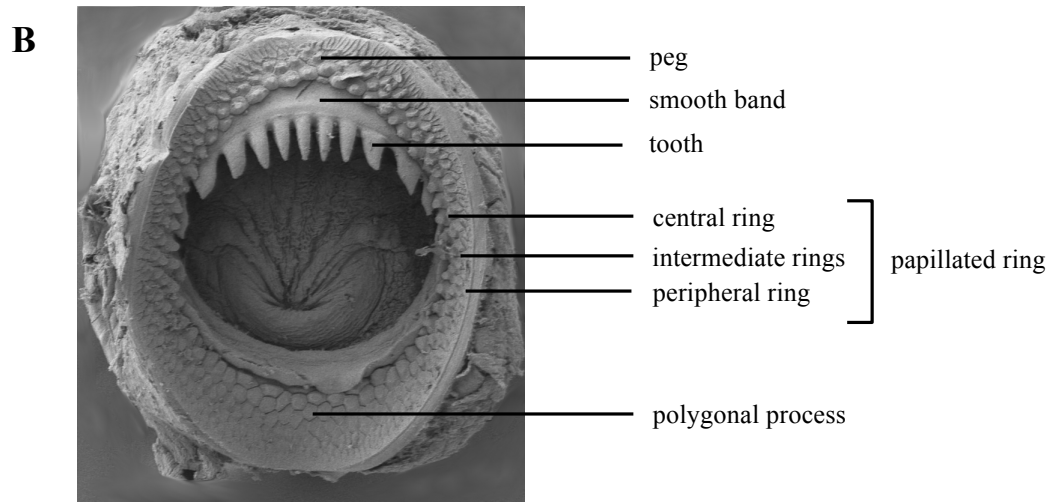 B
peg
smooth band
tooth
central ring
intermediate rings
peripheral ring
papillated ring
polygonal process